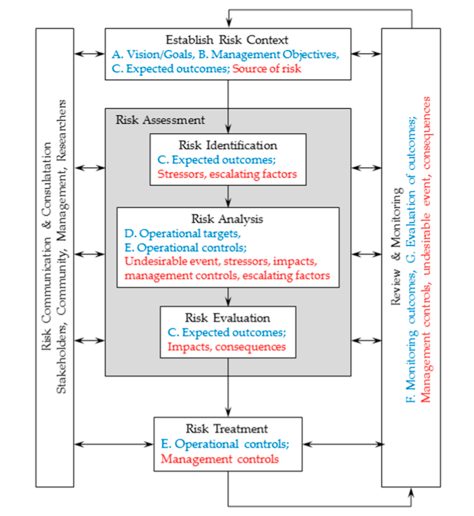 Establish Risk Context
A. Vision/Goals, B. Management Objectives,
C. Expected outcomes; Source of risk
Risk Assessment
Risk Identification
C. Expected outcomes;
Stressors, escalating factors
Risk Analysis
D. Operational targets,
E. Operational controls;
Undesirable event, stressors, impacts,
management controls, escalating factors
Risk Evaluation
C. Expected outcomes;
Impacts, consequences
Risk Treatment
E. Operational controls;
Management controls
Risk Communication & Consulatation
Stakeholders, Community, Management, Researchers
Review & Monitoring
F. Monitoring outcomes, G. Evaluation of outcomes;
Management controls, undesirable event, consequences